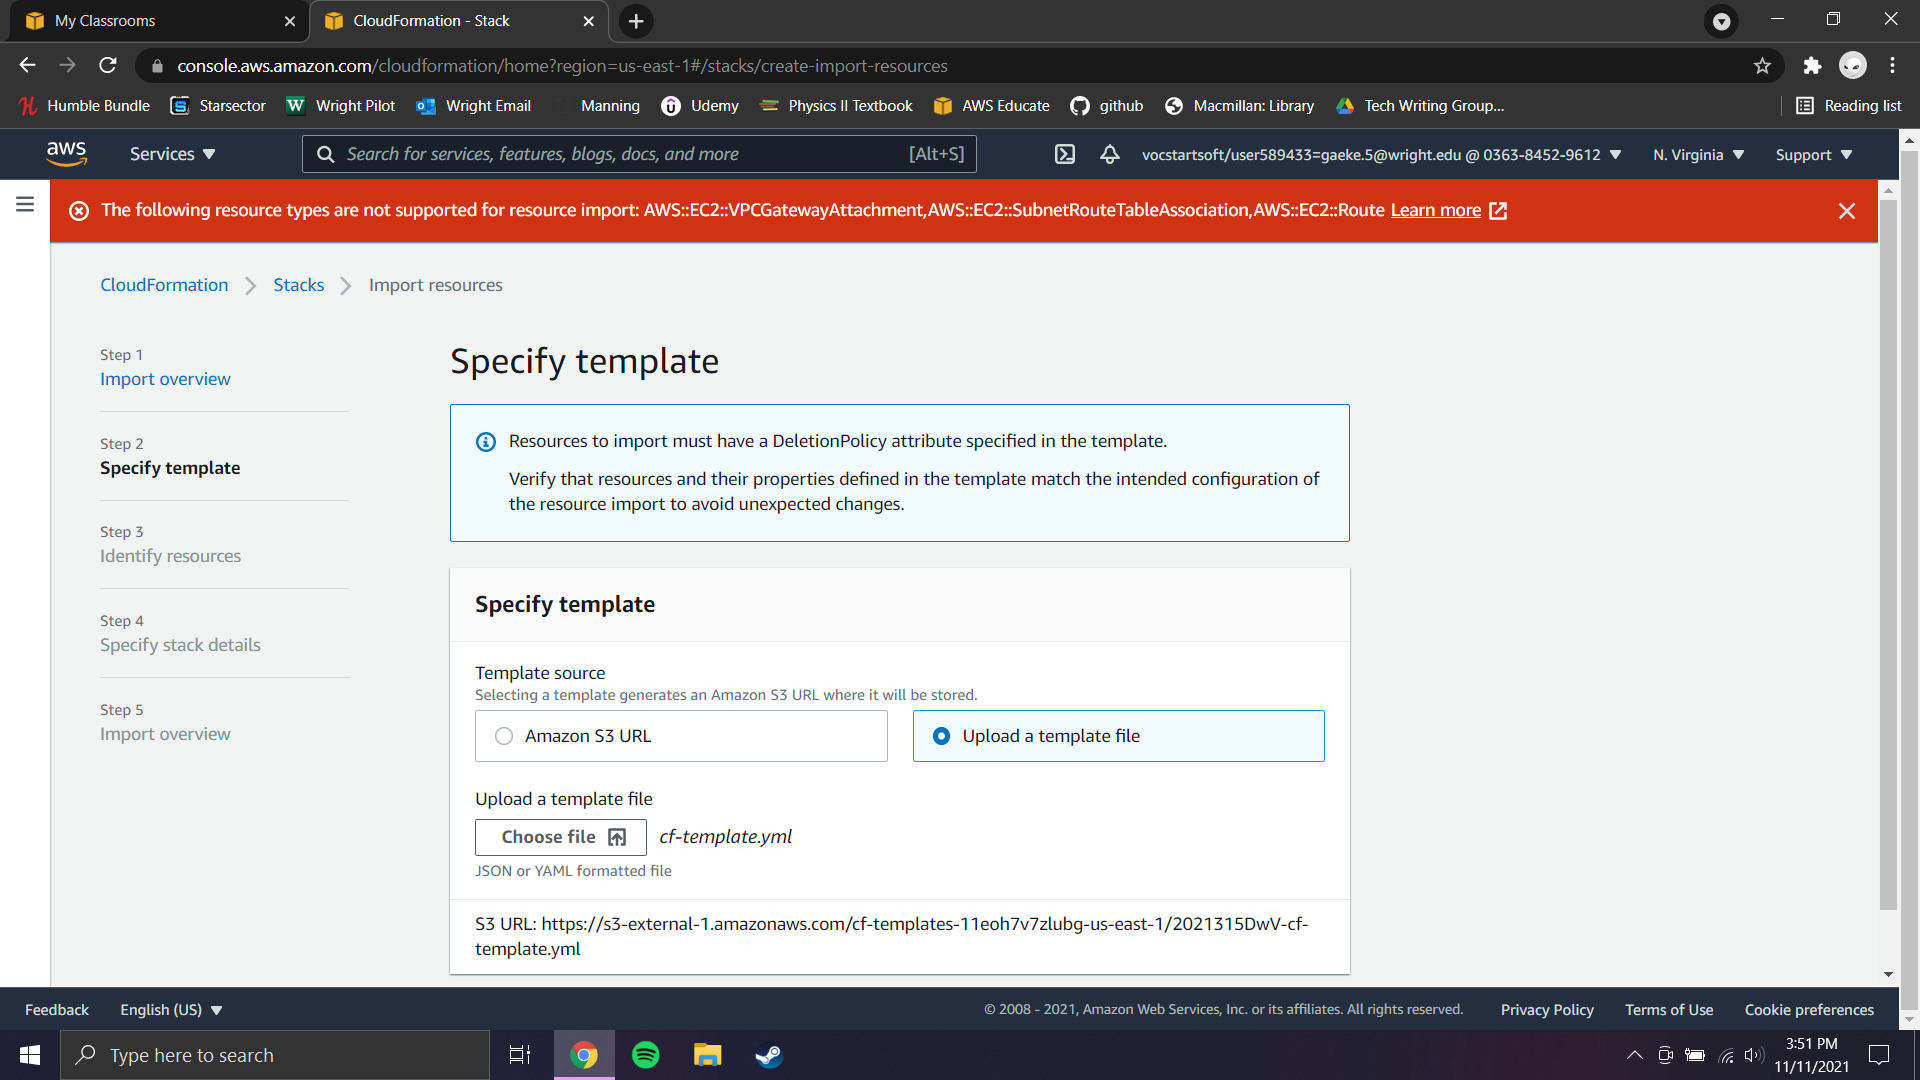 My Classrooms
CloudFormation - Stack
console.aws.amazon.com/cloudformation/home?region=us-east-1#/stacks/create-import-resources
Humble Bundle Starsector Wright Pilot Wright Email Manning Udemy Physics II Textbook AWS Educate github Macmillan: Library Tech Writing Group... Reading list
aws Services Search for services, features, blogs, docs, and more [Alt+S] vocstartsoft/user589433=gaeke.5@wright.edu @ 0363-8452-9612 N. Virginia Support
The following resource types are not supported for resource import: AWS::EC2::VPCGatewayAttachment,AWS::EC2::SubnetRouteTableAssociation,AWS::EC2::Route Learn more
CloudFormation Stacks Import resources
Step 1
Import overview
Step 2
Specify template
Step 3
Identify resources
Step 4
Specify stack details
Step 5
Import overview
Specify template
Resources to import must have a DeletionPolicy attribute specified in the template.
Verify that resources and their properties defined in the template match the intended configuration of
the resource import to avoid unexpected changes.
Specify template
Template source
Selecting a template generates an Amazon S3 URL where it will be stored.
Amazon S3 URL
Upload a template file
Upload a template file
Choose file cf-template.yml
JSON or YAML formatted file
S3 URL: https://s3-external-1.amazonaws.com/cf-templates-11eoh7v7zlubg-us-east-1/2021315DwV-cf-
template.yml
Feedback English (US) © 2008 - 2021, Amazon Web Services, Inc. or its affiliates. All rights reserved. Privacy Policy Terms of Use Cookie preferences
Type here to search
3:51 PM
11/11/2021